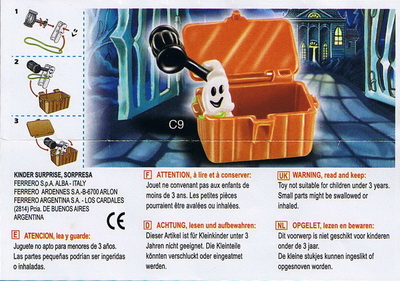 1
2
3
C9
KINDER SURPRISE, SORPRESA
FERRERO S.p.A. ALBA - ITALY
FERRERO ARDENNES S.A.-B-6700 ARLON
FERRERO ARGENTINA S.A. - LOS CARDALES
(2814) Pcia. DE BUENOS AIRES
ARGENTINA
CE
E ATENCION, lea y guarde:
Juguete no apto para menores de 3 años.
Las partes pequeñas podrían ser ingeridas
o inhaladas.
F ATTENTION, à lire et à conserver:
Jouet ne convenant pas aux enfants de
moins de 3 ans. Les petites pièces
pourraient être avalées ou inhalées.
D ACHTUNG, lesen und aufbewahren:
Dieser Artikel ist für Kleinkinder unter 3
Jahren nicht geeignet. Die Kleinteile
könnten verschluckt oder eingeatmet
werden.
UK WARNING, read and keep:
Toy not suitable for children under 3 years.
Small parts might be swallowed or
inhaled.
NL OPGELET, lezen en bewaren:
Dit voorwerp is niet geschikt voor kinderen
onder de 3 jaar.
De kleine stukjes kunnen ingeslikt of
opgesnoven worden.